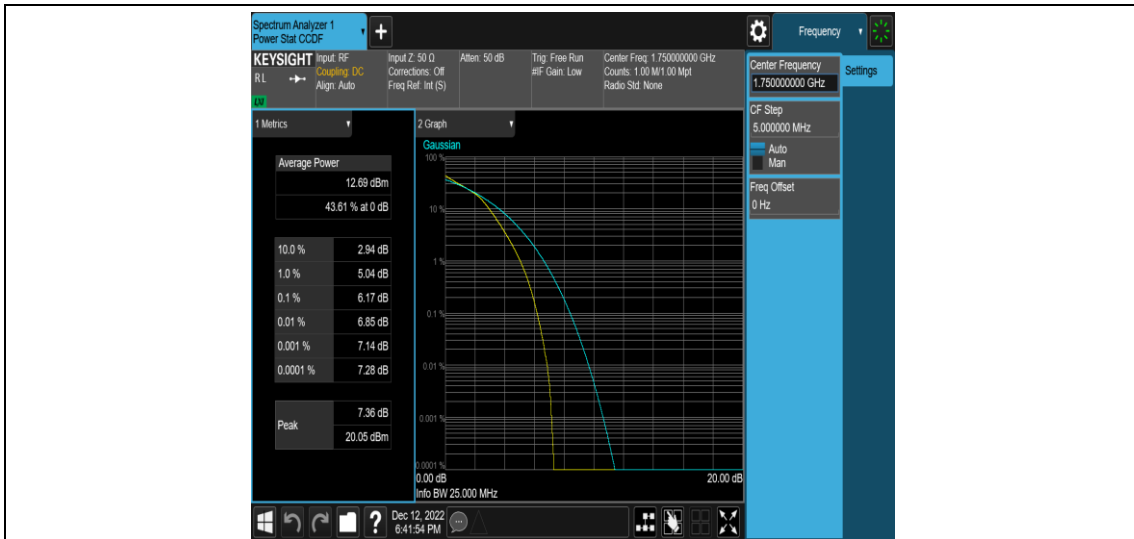 Spectrum Analyzer 1
Power Stat CCDF
+
Frequency
KEYSIGHT
RL
LXI
Input: RF
Coupling: DC
Align: Auto
Input Z: 50 Ω
Corrections: Off
Freq Ref: Int (S)
Atten: 50 dB
Trig: Free Run
#IF Gain: Low
Center Freq: 1.750000000 GHz
Counts: 1.00 M/1.00 Mpt
Radio Std: None
Center Frequency
1.750000000 GHz
Settings
CF Step
5.000000 MHz
Auto
Man
Freq Offset
0 Hz
1 Metrics
Average Power
12.69 dBm
43.61 % at 0 dB
10.0 % 2.94 dB
1.0 % 5.04 dB
0.1 % 6.17 dB
0.01 % 6.85 dB
0.001 % 7.14 dB
0.0001 % 7.28 dB
Peak
7.36 dB
20.05 dBm
2 Graph
Gaussian
100 %
10 %
1 %
0.1 %
0.01 %
0.001 %
0.0001 %
0.00 dB 20.00 dB
Info BW 25.000 MHz
?
Dec 12, 2022
6:41:54 PM